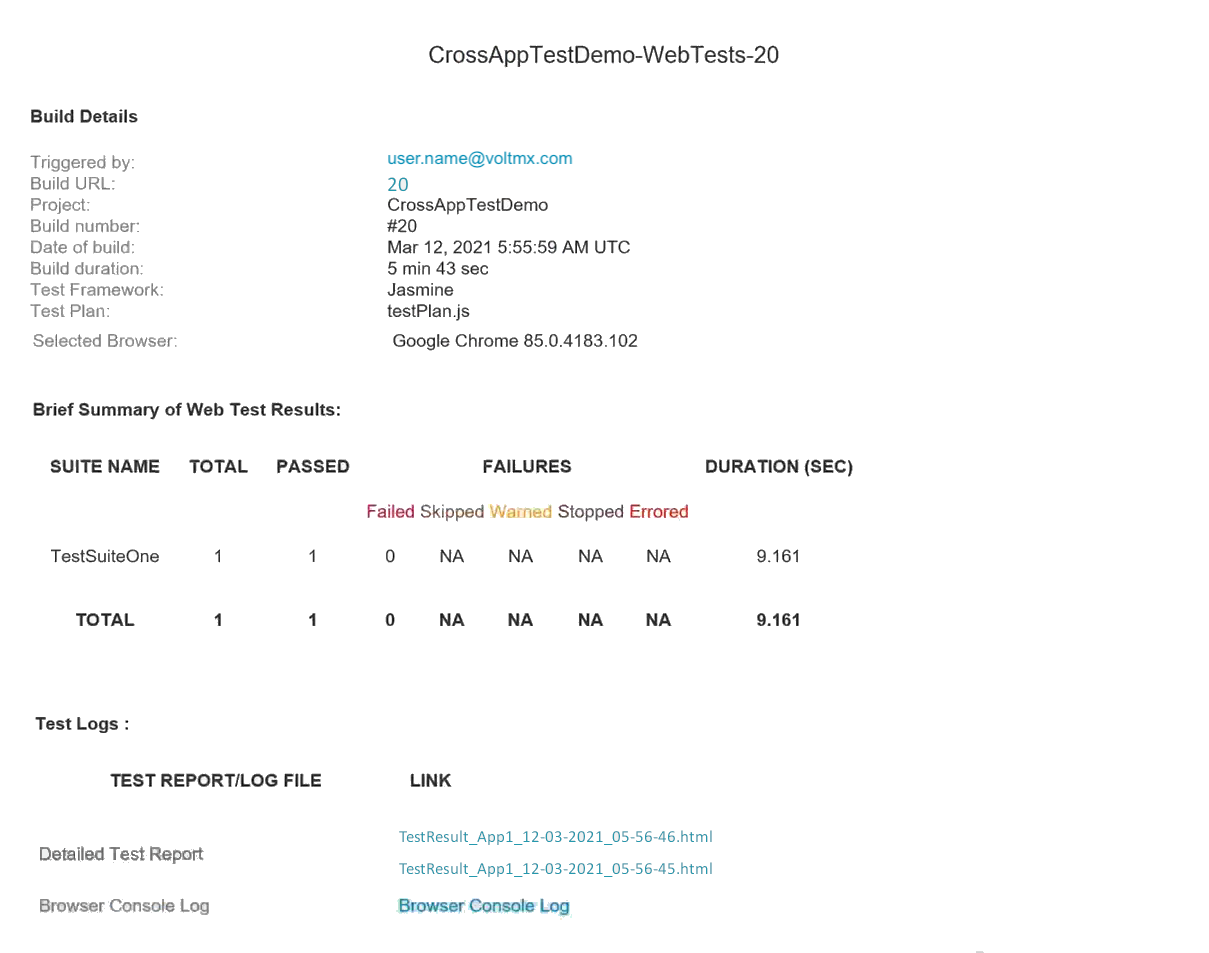 CrossAppTestDemo-WebTests-20
Build Details
Triggered by: user.name@voltmx.com
Build URL: 20
Project: CrossAppTestDemo
Build number: #20
Date of build: Mar 12, 2021 5:55:59 AM UTC
Build duration: 5 min 43 sec
Test Framework: Jasmine
Test Plan: testPlan.js
Selected Browser: Google Chrome 85.0.4183.102
Brief Summary of Web Test Results:
SUITE NAME TOTAL PASSED FAILURES DURATION (SEC)
Failed Skipped Warned Stopped Errored
TestSuiteOne 1 1 0 NA NA NA NA 9.161
TOTAL 1 1 0 NA NA NA NA 9.161
Test Logs :
TEST REPORT/LOG FILE LINK
TestResult_App1_12-03-2021_05-56-46.html
Detailed Test Report
TestResult_App1_12-03-2021_05-56-45.html
Browser Console Log Browser Console Log